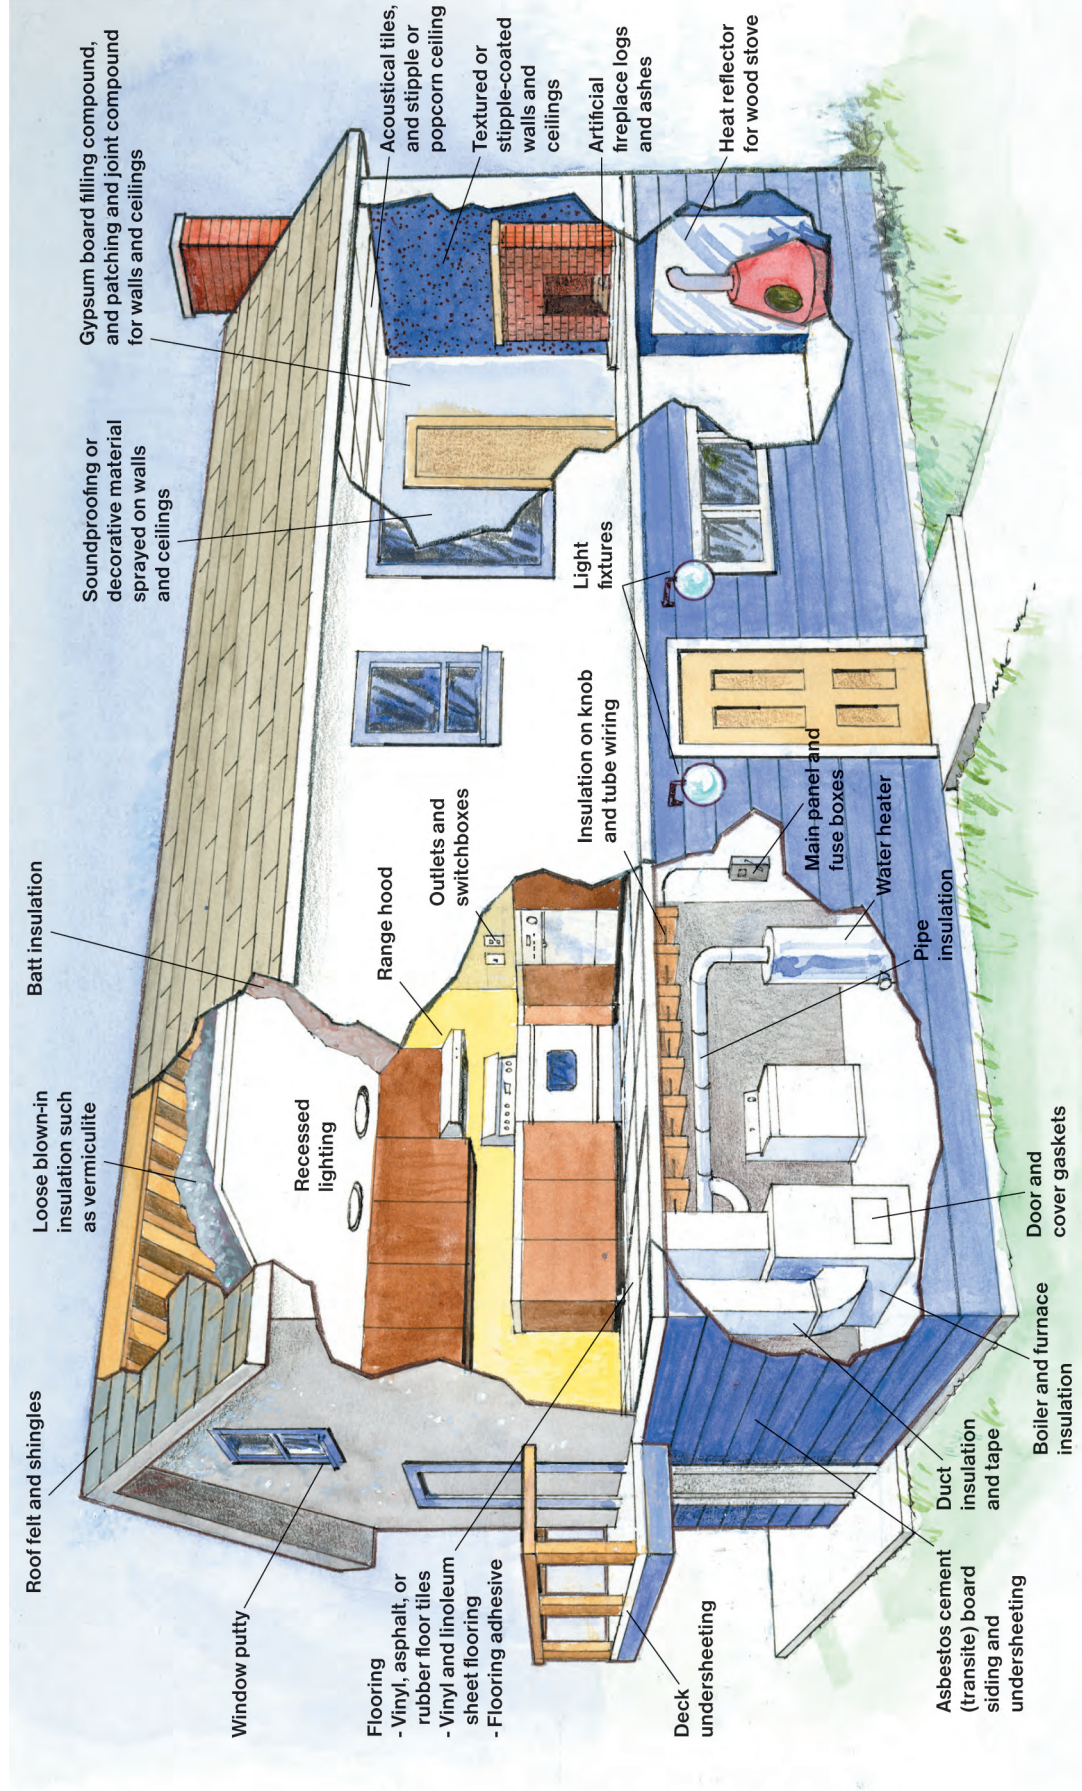 Roof felt and shingles
Loose blown-in
insulation such
as vermiculite
Batt insulation
Soundproofing or
decorative material
sprayed on walls
and ceilings
Gypsum board filling compound,
and patching and joint compound
for walls and ceilings
Acoustical tiles,
and stipple or
popcorn ceiling
Textured or
stipple-coated
walls and
ceilings
Artificial
fireplace logs
and ashes
Heat reflector
for wood stove
Window putty
Recessed
lighting
Range hood
Outlets and
switchboxes
Light
fixtures
Insulation on knob
and tube wiring
Flooring
- Vinyl, asphalt, or
rubber floor tiles
- Vinyl and linoleum
sheet flooring
- Flooring adhesive
Deck
undersheeting
Main panel and
fuse boxes
Water heater
Pipe
insulation
Asbestos cement
(transite) board
siding and
undersheeting
Duct
insulation
and tape
Boiler and furnace
insulation
Door and
cover gaskets